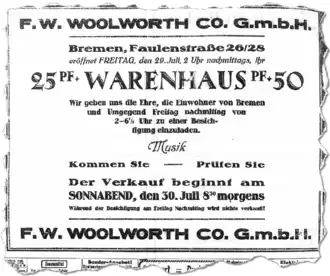 F.W. WOOLWORTH CO. G.m.b.H.
Bremen, Faulenstraße 26/28
eröffnet FREITAG, den 29. Juli, 2 Uhr nachmittags, ihr
25 PF. WARENHAUS PF. 50
Wir geben uns die Ehre, die Einwohner von Bremen
und Umgegend Freitag nachmittag von
2–6½ Uhr zu einer Besich-
tigung einzuladen.
Musik
Kommen Sie — Prüfen Sie
Der Verkauf beginnt am
SONNABEND, den 30. Juli 8³⁰ morgens
Während der Besichtigung am Freitag Nachmittag wird nichts verkauft!
F.W. WOOLWORTH CO. G.m.b.H.